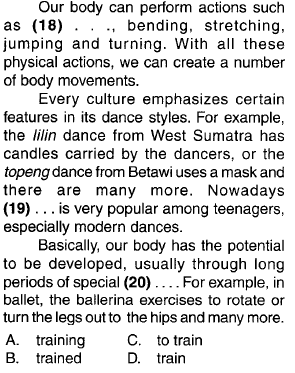 Our body can perform actions such
as (18) . . ., bending, stretching,
jumping and turning. With all these
physical actions, we can create a number
of body movements.
Every culture emphasizes certain
features in its dance styles. For example,
the lilin dance from West Sumatra has
candles carried by the dancers, or the
topeng dance from Betawi uses a mask and
there are many more. Nowadays
(19) . . . is very popular among teenagers,
especially modern dances.
Basically, our body has the potential
to be developed, usually through long
periods of special (20) . . . . For example, in
ballet, the ballerina exercises to rotate or
turn the legs out to the hips and many more.
A. training C. to train
B. trained D. train